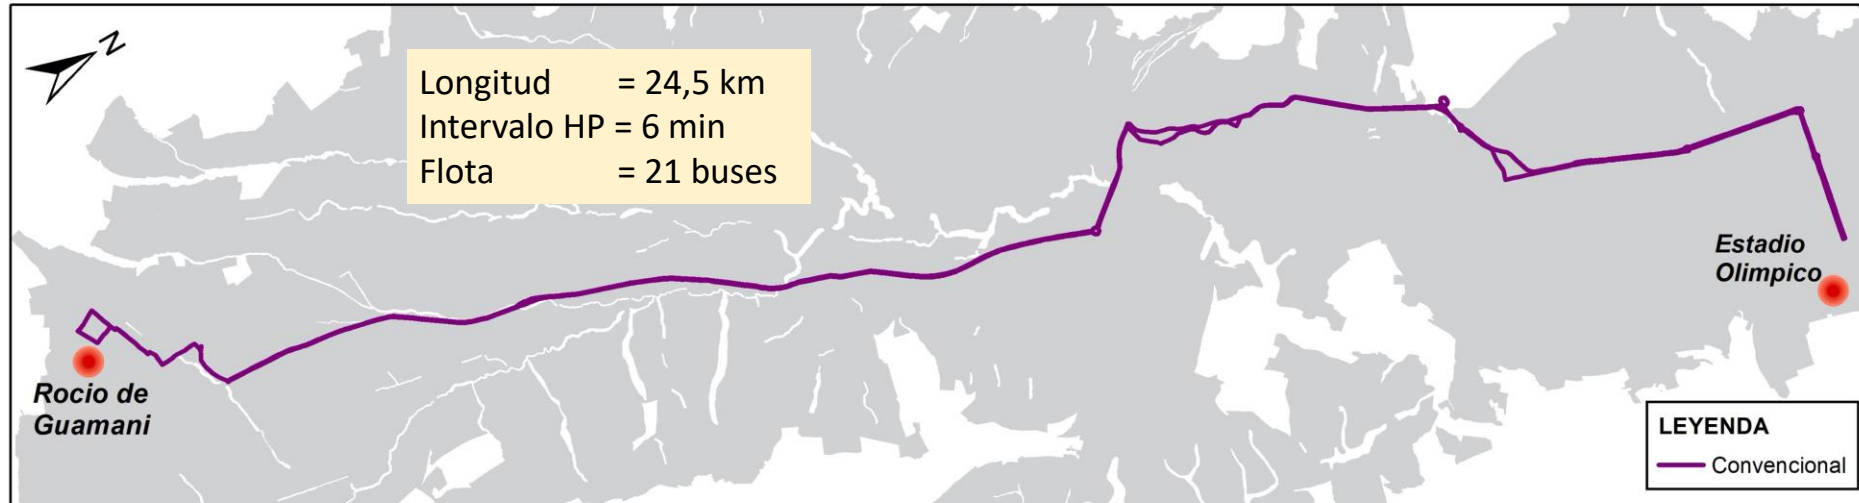 N
Longitud = 24,5 km
Intervalo HP = 6 min
Flota = 21 buses
Estadio
Olimpico
Rocio de
Guamani
LEYENDA
Convencional